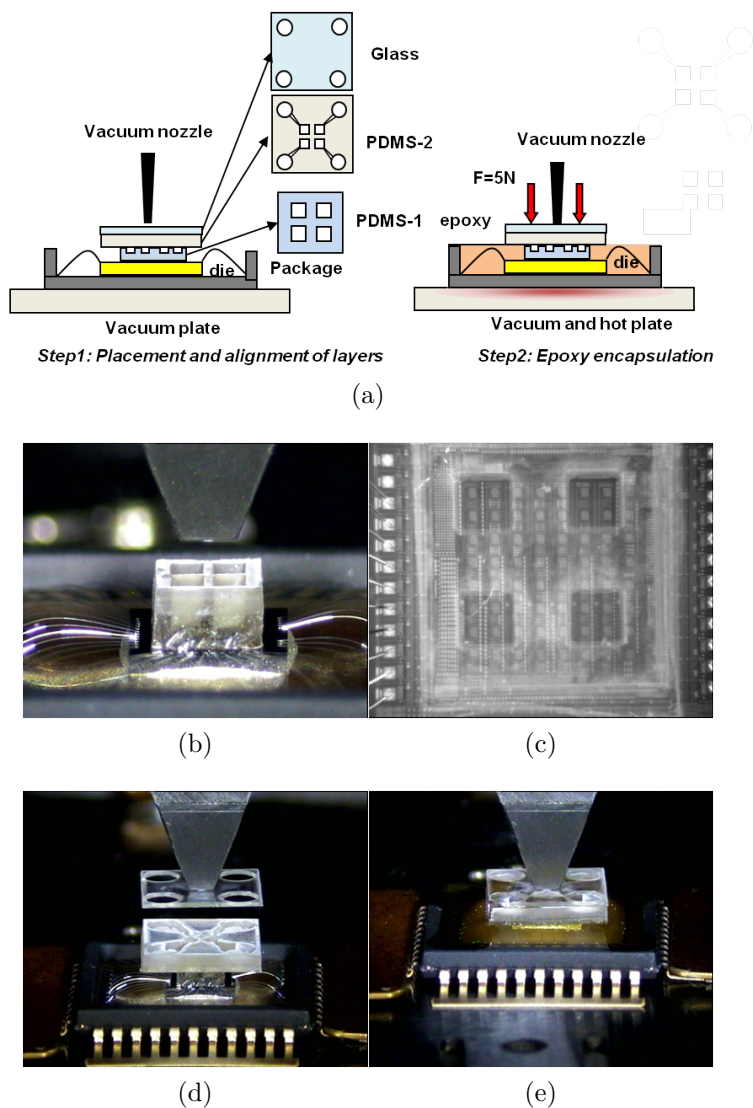 Glass
Vacuum nozzle
PDMS-2
PDMS-1
die
Package
Vacuum plate
Step1: Placement and alignment of layers
Vacuum nozzle
F=5N
epoxy
die
Vacuum and hot plate
Step2: Epoxy encapsulation
(a)
(b)
(c)
(d)
(e)